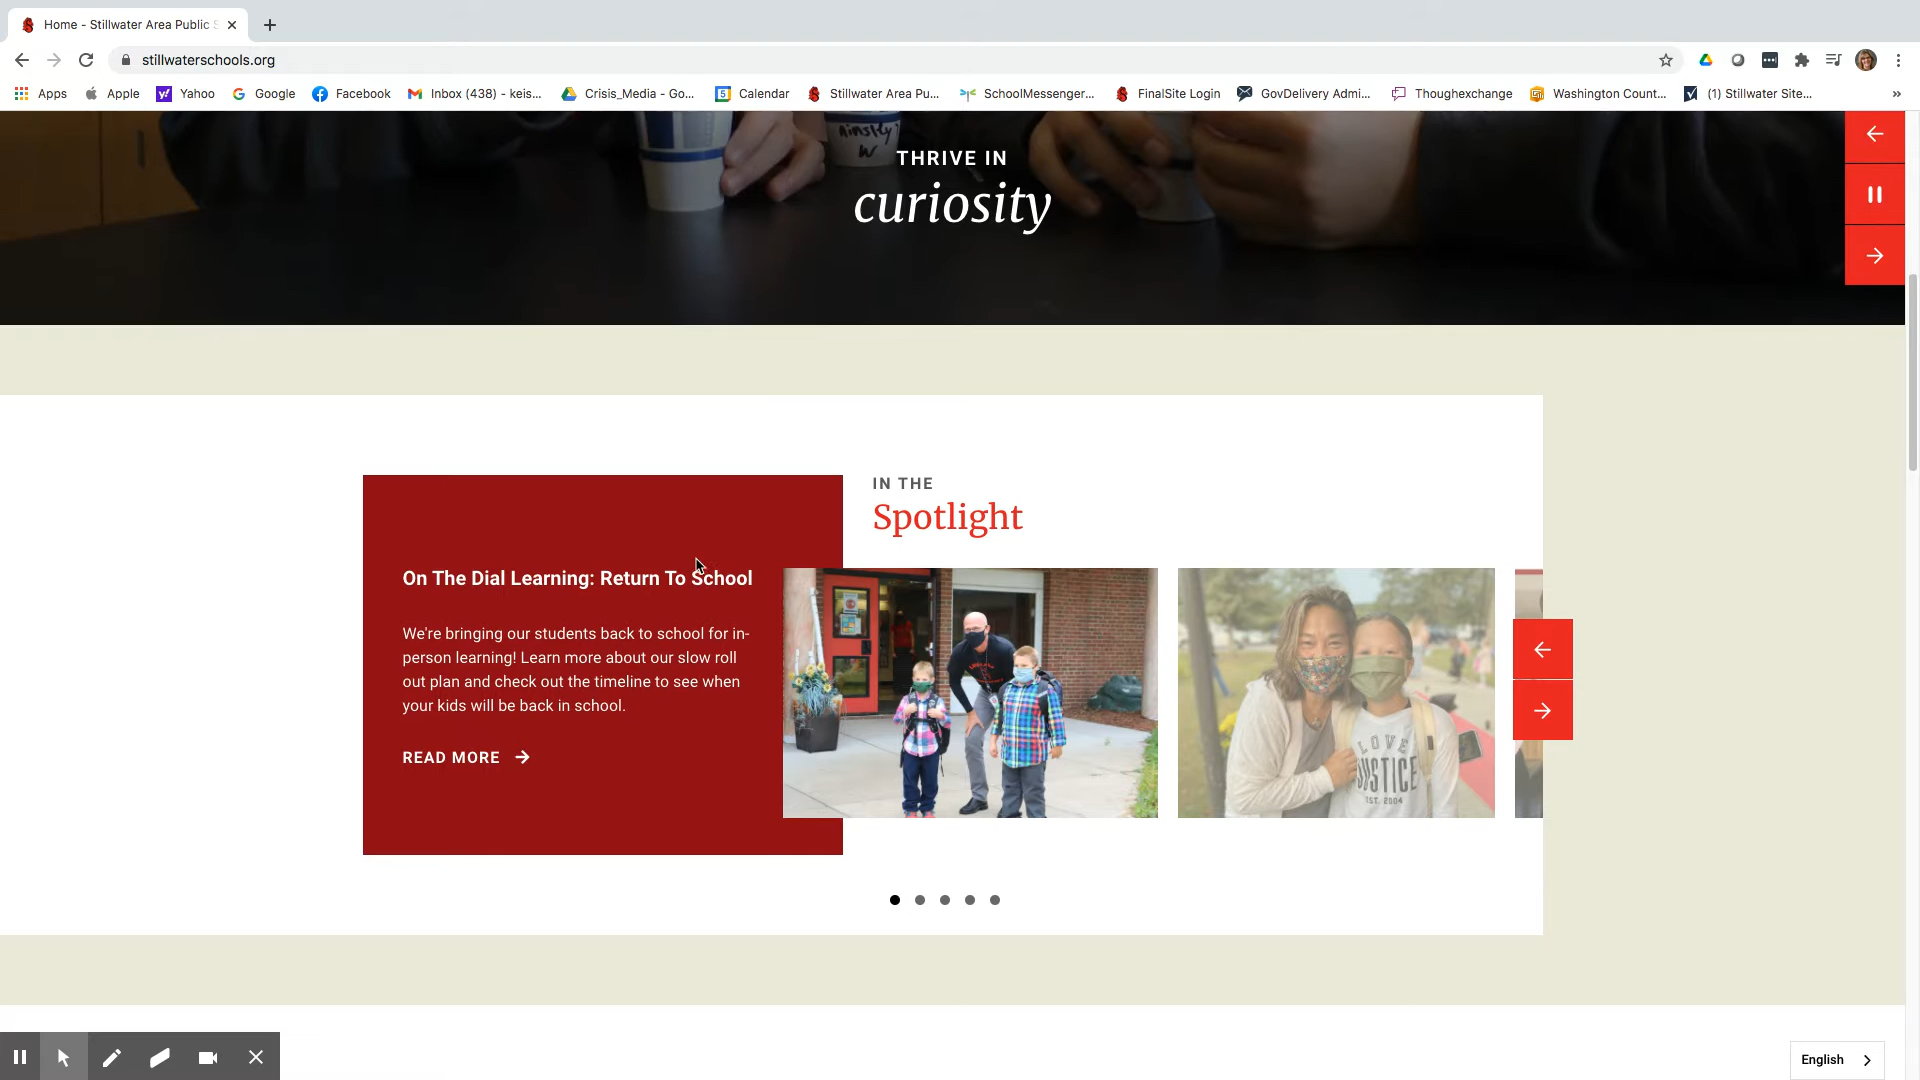 Home - Stillwater Area Public S
stillwaterschools.org
Apps
Apple
Yahoo
Google
Facebook
Inbox (438) - keis...
Crisis_Media - Go...
5
Calendar
Stillwater Area Pu...
SchoolMessenger...
FinalSite Login
GovDelivery Admi...
Thoughexchange
Washington Count...
(1) Stillwater Site...
»
Ainsley
W
THRIVE IN
curiosity
IN THE
Spotlight
On The Dial Learning: Return To School
We're bringing our students back to school for in-
person learning! Learn more about our slow roll
out plan and check out the timeline to see when
your kids will be back in school.
READ MORE
LOVE
JUSTICE
EST. 2004
English